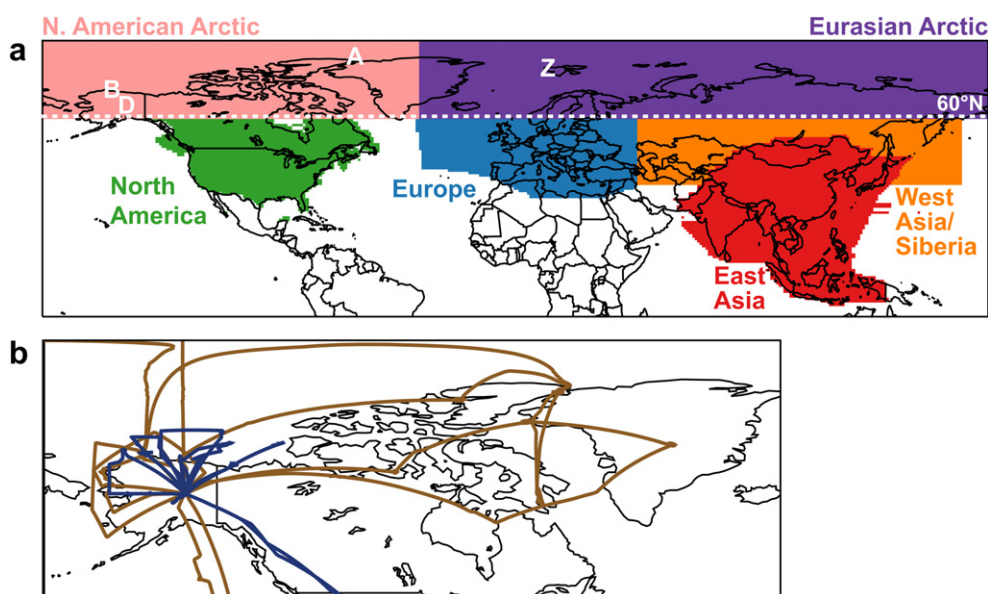 N. American Arctic
Eurasian Arctic
a
A
Z
B
D
60°N
North
America
Europe
West
Asia/
Siberia
East
Asia
b